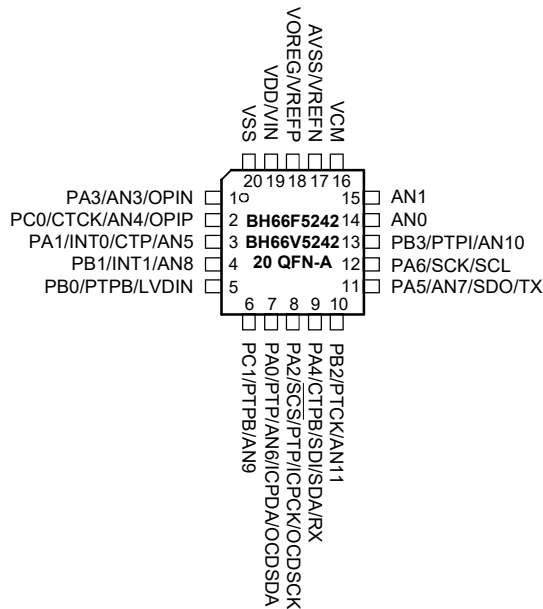 VSS
VDD/VIN
VOREG/VREFP
AVSS/VREFN
VCM
20 19 18 17 16
PA3/AN3/OPIN 1
PC0/CTCK/AN4/OPIP 2
PA1/INT0/CTP/AN5 3
PB1/INT1/AN8 4
PB0/PTPB/LVDIN 5
BH66F5242
BH66V5242
20 QFN-A
15 AN1
14 AN0
13 PB3/PTPI/AN10
12 PA6/SCK/SCL
11 PA5/AN7/SDO/TX
6 7 8 9 10
PC1/PTPB/AN9
PA0/PTP/AN6/ICPDA/OCDSDA
PA2/SCS/PTP/ICPCK/OCDSCK
PA4/CTPB/SDI/SDA/RX
PB2/PTCK/AN11